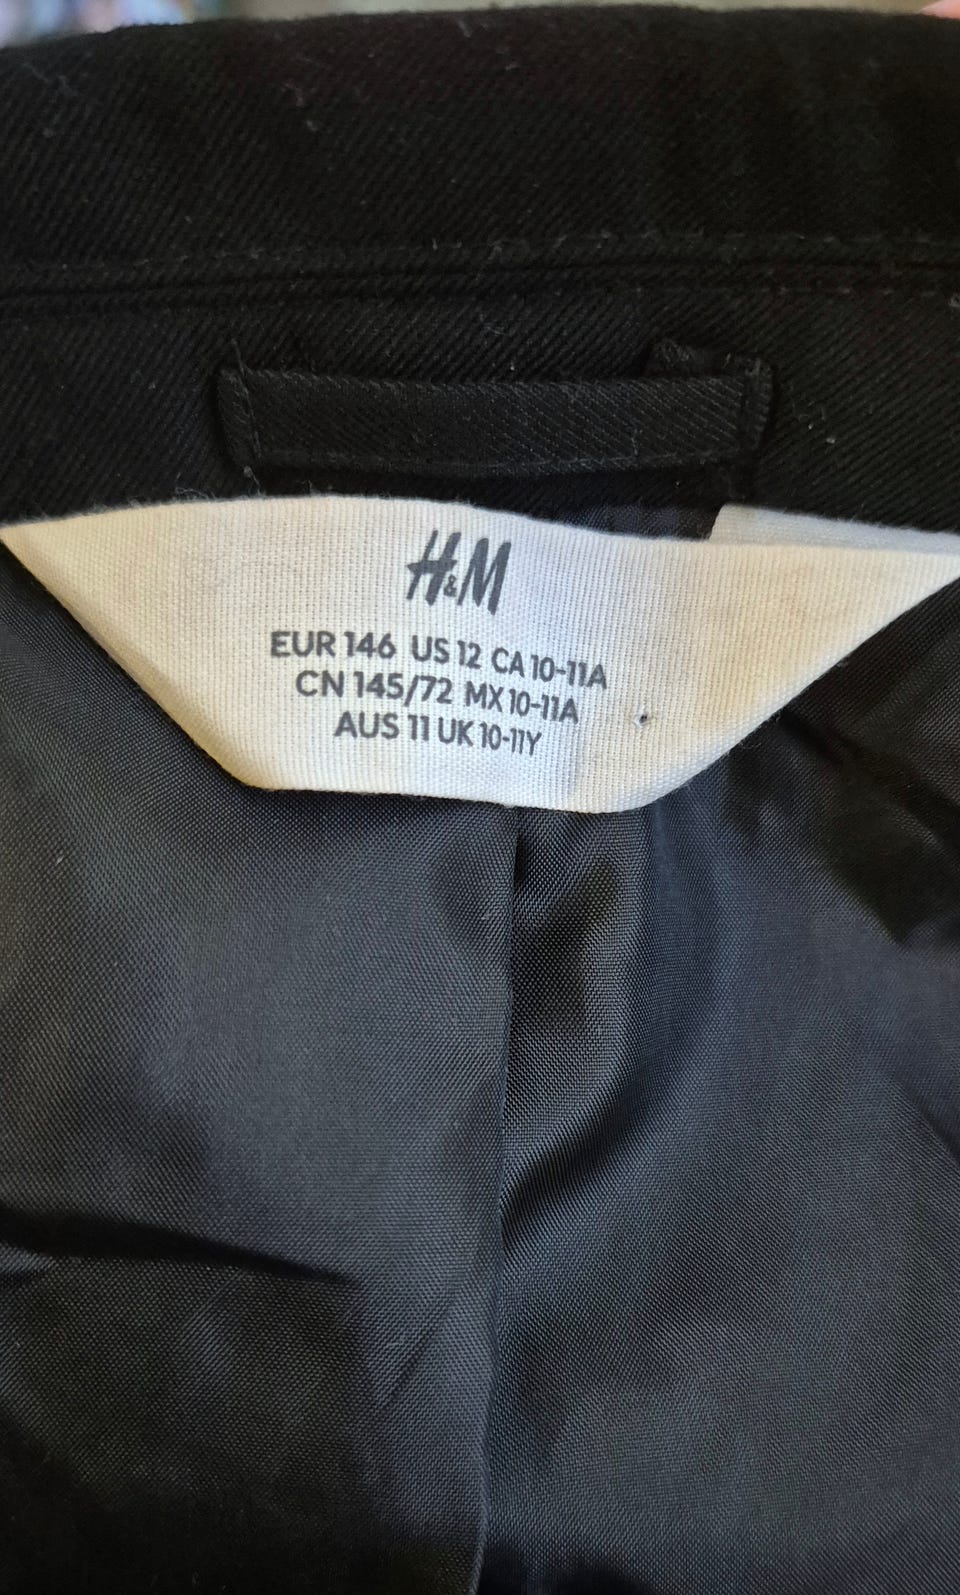 H&M
EUR 146 US 12 CA 10-11A
CN 145/72 MX 10-11A
AUS 11 UK 10-11Y